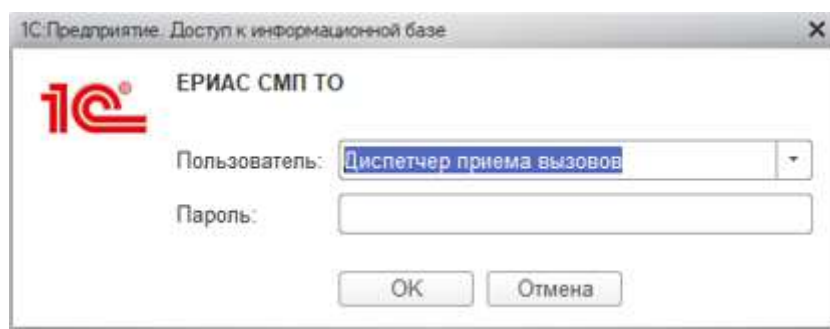 1С:Предприятие. Доступ к информационной базе
1С
ЕРИАС СМП ТО
Пользователь: Диспетчер приема вызовов
Пароль:
OK Отмена